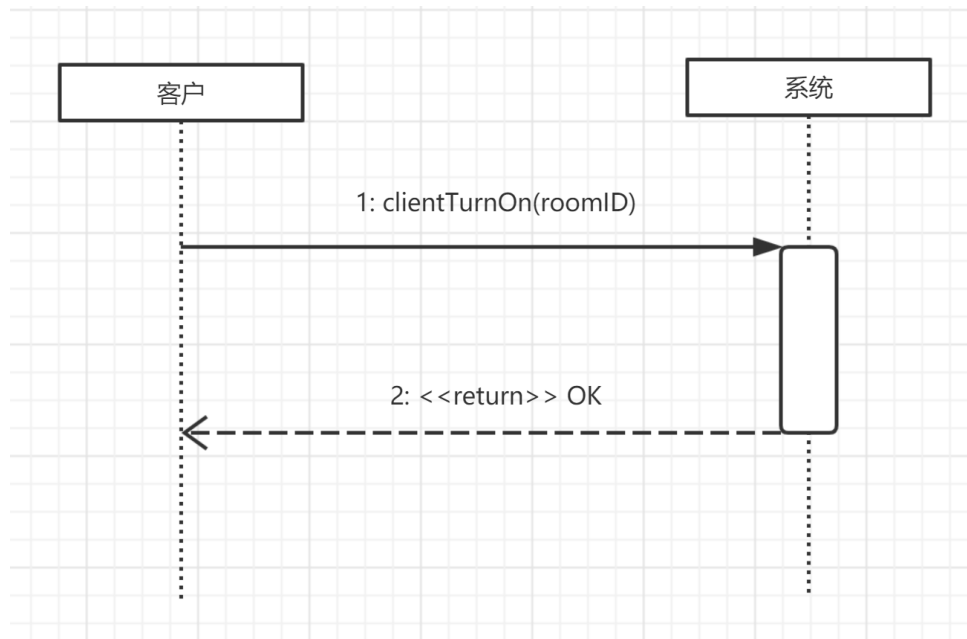 客户
系统
1: clientTurnOn(roomID)
2: <<return>> OK